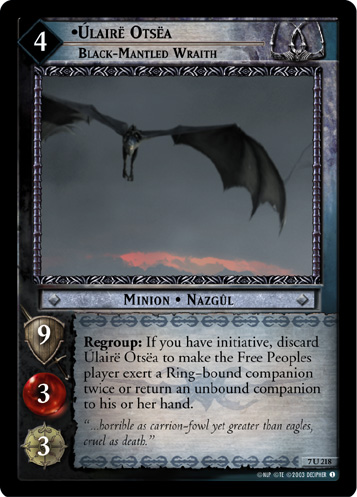 4
•Úlairë Otsëa
Black-Mantled Wraith
Minion • Nazgûl
9
3
3
Regroup: If you have initiative, discard
Úlairë Otsëa to make the Free Peoples
player exert a Ring-bound companion
twice or return an unbound companion
to his or her hand.
"...horrible as carrion-fowl yet greater than eagles,
cruel as death."
7 U 218
©NLP ©TE ©2003 DECIPHER